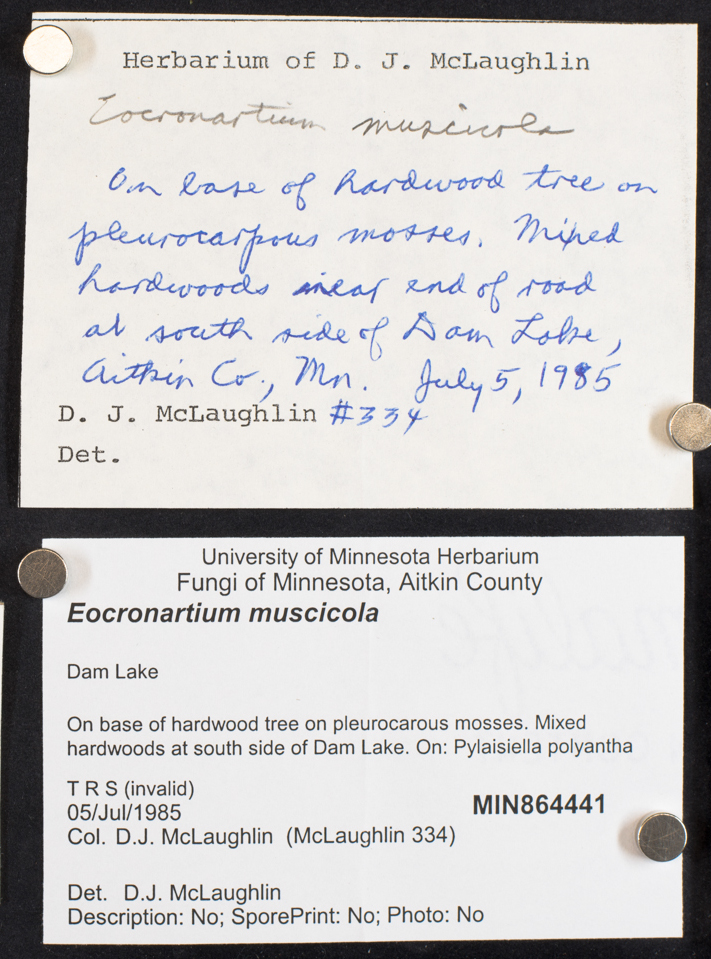 Herbarium of D. J. McLaughlin
Eocronartium muscicola
On base of hardwood tree on
pleurocarpous mosses. Mixed
hardwoods near end of road
at south side of Dam Lake,
Aitkin Co., Mn. July 5, 1985
D. J. McLaughlin #334
Det.
University of Minnesota Herbarium
Fungi of Minnesota, Aitkin County
Eocronartium muscicola
Dam Lake
On base of hardwood tree on pleurocarous mosses. Mixed
hardwoods at south side of Dam Lake. On: Pylaisiella polyantha
T R S (invalid)
05/Jul/1985
MIN864441
Col. D.J. McLaughlin (McLaughlin 334)
Det. D.J. McLaughlin
Description: No; SporePrint: No; Photo: No